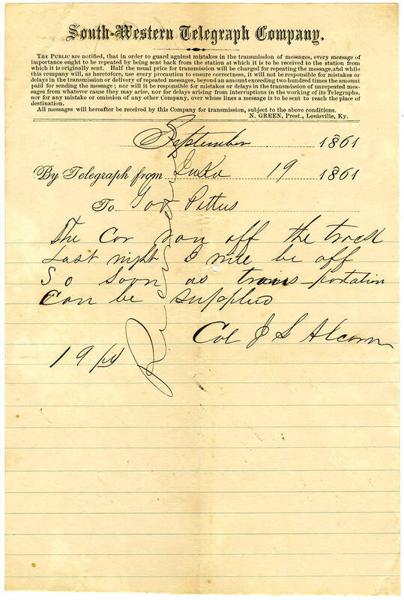 South-Western Telegraph Company.
THE PUBLIC are notified, that in order to guard against mistakes in the transmission of messages, every message of
importance ought to be repeated by being sent back from the station at which it is to be received to the station from
which it is originally sent. Half the usual price for transmission will be charged for repeating the message, and while
this company will, as heretofore, use every precaution to ensure correctness, it will not be responsible for mistakes or
delays in the transmission or delivery of repeated messages, beyond an amount exceeding two hundred times the amount
paid for sending the message; nor will it be responsible for mistakes or delays in the transmission of unrepeated messages
from whatever cause they may arise, nor for delays arising from interruptions in the working of its Telegraphs,
nor for any mistake or omission of any other Company, over whose lines a message is to be sent to reach the place of
destination.
All messages will hereafter be received by this Company for transmission, subject to the above conditions.
N. GREEN, Prest., Louisville, Ky.
September 1861
By Telegraph from Iuka 19 1861
To Gov Pettus
The Car ran off the track
Last night I will be off
So Soon as trans-portation
Can be supplied
Col J S Alcorn
19